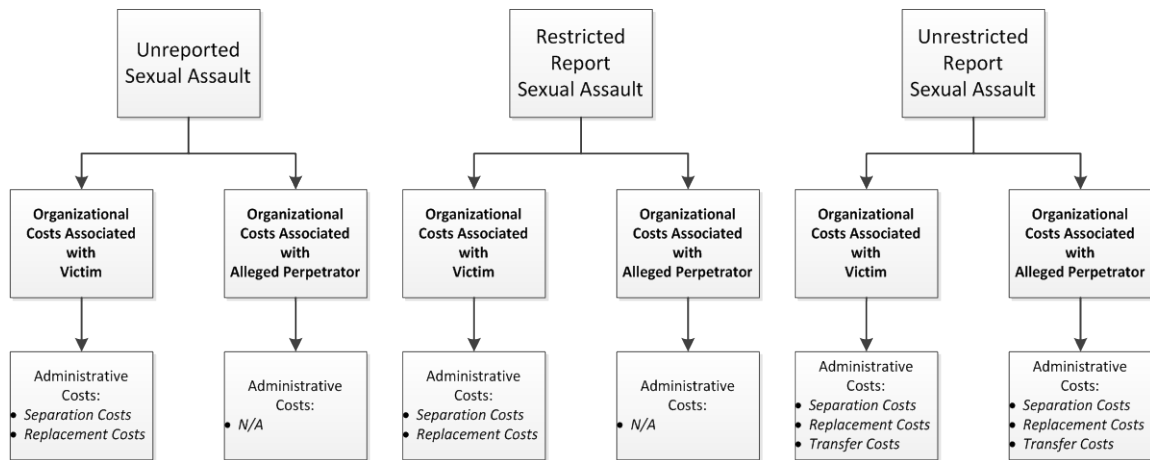 Unreported
Sexual Assault
Restricted
Report
Sexual Assault
Unrestricted
Report
Sexual Assault
Organizational
Costs Associated
with
Victim
Organizational
Costs Associated
with
Alleged Perpetrator
Organizational
Costs Associated
with
Victim
Organizational
Costs Associated
with
Alleged Perpetrator
Organizational
Costs Associated
with
Victim
Organizational
Costs Associated
with
Alleged Perpetrator
Administrative
Costs:
• Separation Costs
• Replacement Costs
Administrative
Costs:
• N/A
Administrative
Costs:
• Separation Costs
• Replacement Costs
Administrative
Costs:
• N/A
Administrative
Costs:
• Separation Costs
• Replacement Costs
• Transfer Costs
Administrative
Costs:
• Separation Costs
• Replacement Costs
• Transfer Costs